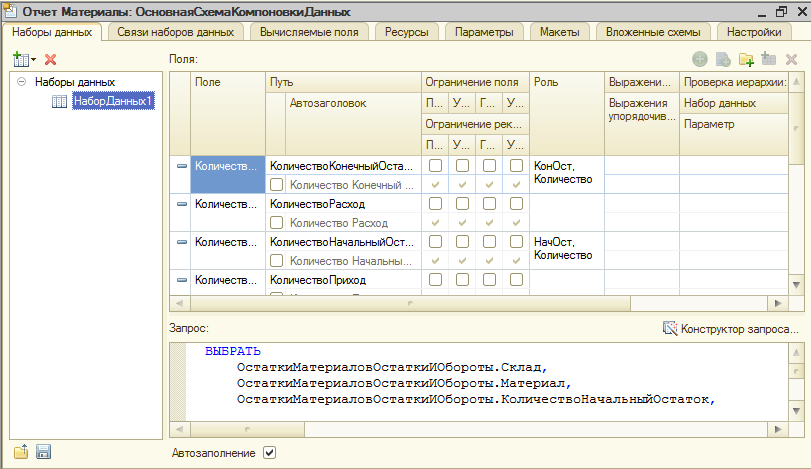 Отчет Материалы: ОсновнаяСхемаКомпоновкиДанных
Наборы данных Связи наборов данных Вычисляемые поля Ресурсы Параметры Макеты Вложенные схемы Настройки
Поля:
Наборы данных
НаборДанных1
Поле Путь Ограничение поля Роль Выражени... Проверка иерархии:
Автозаголовок П... У... Г... У... Выражения упорядочив... Набор данных
Ограничение рек... Параметр
П... У... Г... У...
Количеств... КоличествоКонечныйОста... КонОст,
Количество Конечный ... Количество
Количеств... КоличествоРасход
Количество Расход
Количеств... КоличествоНачальныйОст... НачОст,
Количество Начальны... Количество
Количеств... КоличествоПриход
Запрос: Конструктор запроса...
ВЫБРАТЬ
ОстаткиМатериаловОстаткиИОбороты.Склад,
ОстаткиМатериаловОстаткиИОбороты.Материал,
ОстаткиМатериаловОстаткиИОбороты.КоличествоНачальныйОстаток,
Автозаполнение